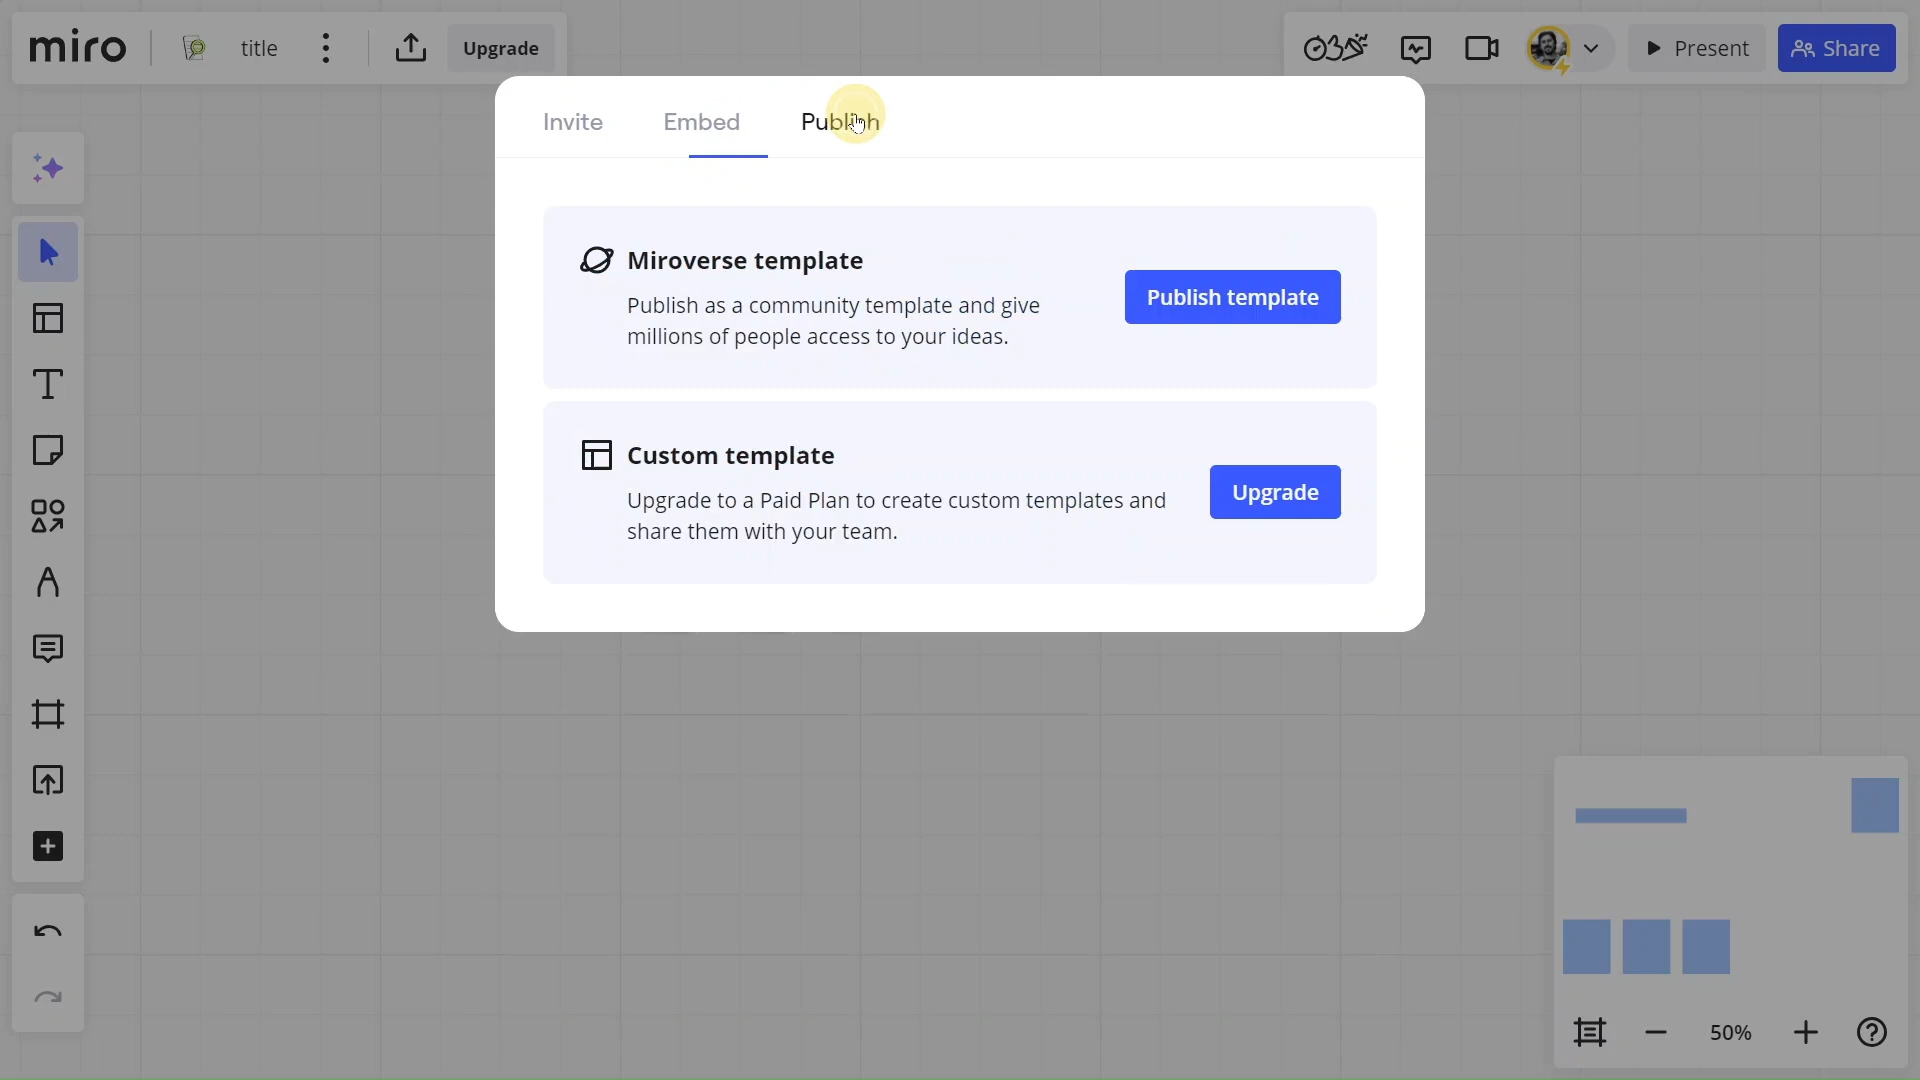 miro
title
Upgrade
Present
Share
Invite
Embed
Publish
Miroverse template
Publish as a community template and give
millions of people access to your ideas.
Publish template
Custom template
Upgrade to a Paid Plan to create custom templates and
share them with your team.
Upgrade
50%